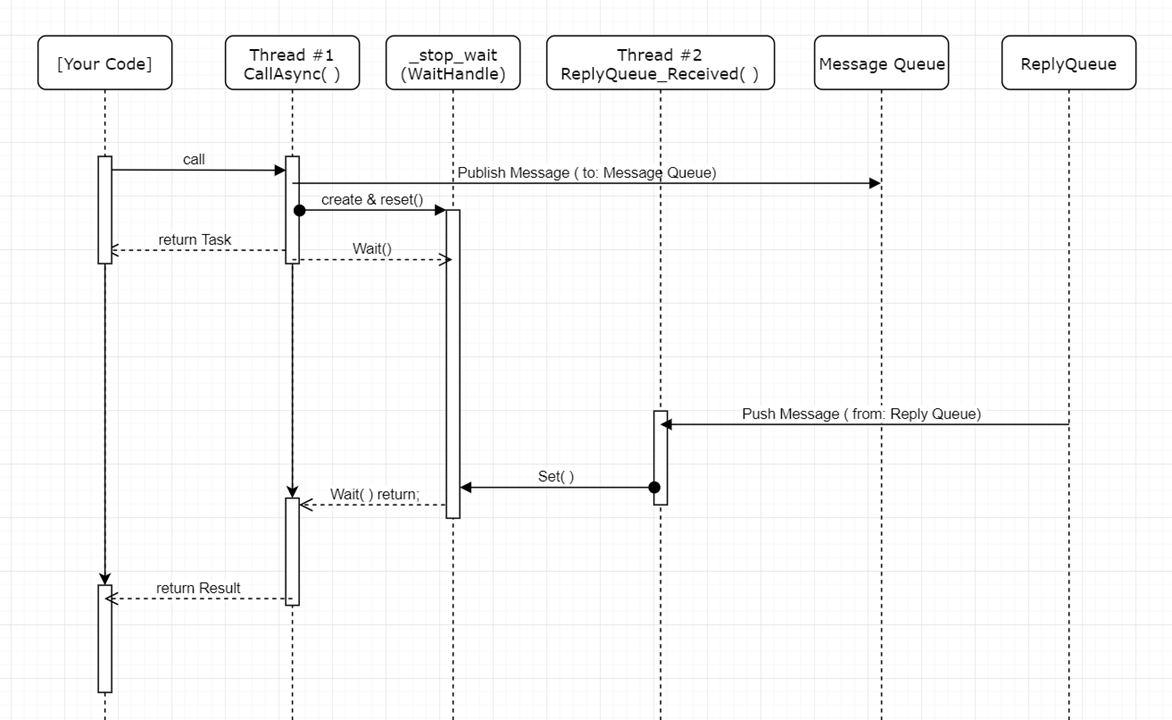 [Your Code]
Thread #1
CallAsync( )
_stop_wait
(WaitHandle)
Thread #2
ReplyQueue_Received( )
Message Queue
ReplyQueue
call
Publish Message ( to: Message Queue)
create & reset()
return Task
Wait()
Push Message ( from: Reply Queue)
Set( )
Wait( ) return;
return Result